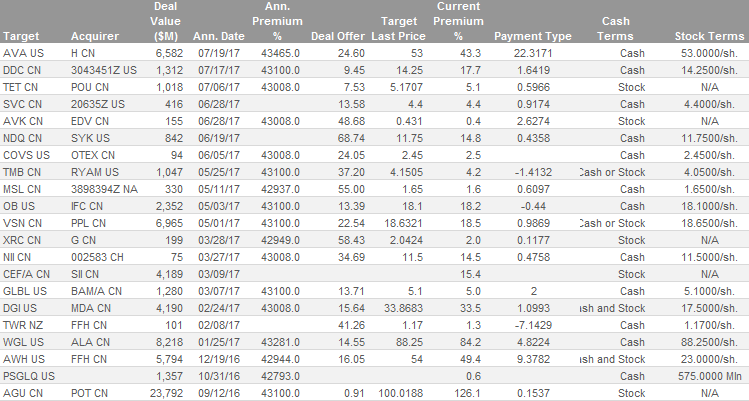 Deal Ann. Current
Value Premium Target Premium Cash
Target Acquirer ($M) Ann. Date % Deal Offer Last Price % Payment Type Terms Stock Terms
AVA US H CN 6,582 07/19/17 43465.0 24.60 53 43.3 22.3171 Cash 53.0000/sh.
DDC CN 3043451Z US 1,312 07/17/17 43100.0 9.45 14.25 17.7 1.6419 Cash 14.2500/sh.
TET CN POU CN 1,018 07/06/17 43008.0 7.53 5.1707 5.1 0.5966 Stock N/A
SVC CN 20635Z US 416 06/28/17 13.58 4.4 4.4 0.9174 Cash 4.4000/sh.
AVK CN EDV CN 155 06/28/17 43008.0 48.68 0.431 0.4 2.6274 Stock N/A
NDQ CN SYK US 842 06/19/17 68.74 11.75 14.8 0.4358 Cash 11.7500/sh.
COVS US OTEX CN 94 06/05/17 43008.0 24.05 2.45 2.5 Cash 2.4500/sh.
TMB CN RYAM US 1,047 05/25/17 43100.0 37.20 4.1505 4.2 -1.4132 Cash or Stock 4.0500/sh.
MSL CN 3898394Z NA 330 05/11/17 42937.0 55.00 1.65 1.6 0.6097 Cash 1.6500/sh.
OB US IFC CN 2,352 05/03/17 43100.0 13.39 18.1 18.2 -0.44 Cash 18.1000/sh.
VSN CN PPL CN 6,965 05/01/17 43100.0 22.54 18.6321 18.5 0.9869 Cash or Stock 18.6500/sh.
XRC CN G CN 199 03/28/17 42949.0 58.43 2.0424 2.0 0.1177 Stock N/A
NII CN 002583 CH 75 03/27/17 43008.0 34.69 11.5 14.5 0.4758 Cash 11.5000/sh.
CEF/A CN SII CN 4,189 03/09/17 15.4 Stock N/A
GLBL US BAM/A CN 1,280 03/07/17 43100.0 13.71 5.1 5.0 2 Cash 5.1000/sh.
DGI US MDA CN 4,190 02/24/17 43008.0 15.64 33.8683 33.5 1.0993 ash and Stock 17.5000/sh.
TWR NZ FFH CN 101 02/08/17 41.26 1.17 1.3 -7.1429 Cash 1.1700/sh.
WGL US ALA CN 8,218 01/25/17 43281.0 14.55 88.25 84.2 4.8224 Cash 88.2500/sh.
AWH US FFH CN 5,794 12/19/16 42944.0 16.05 54 49.4 9.3782 ash and Stock 23.0000/sh.
PSGLQ US 1,357 10/31/16 42793.0 0.6 Cash 575.0000 Mln
AGU CN POT CN 23,792 09/12/16 43100.0 0.91 100.0188 126.1 0.1537 Stock N/A